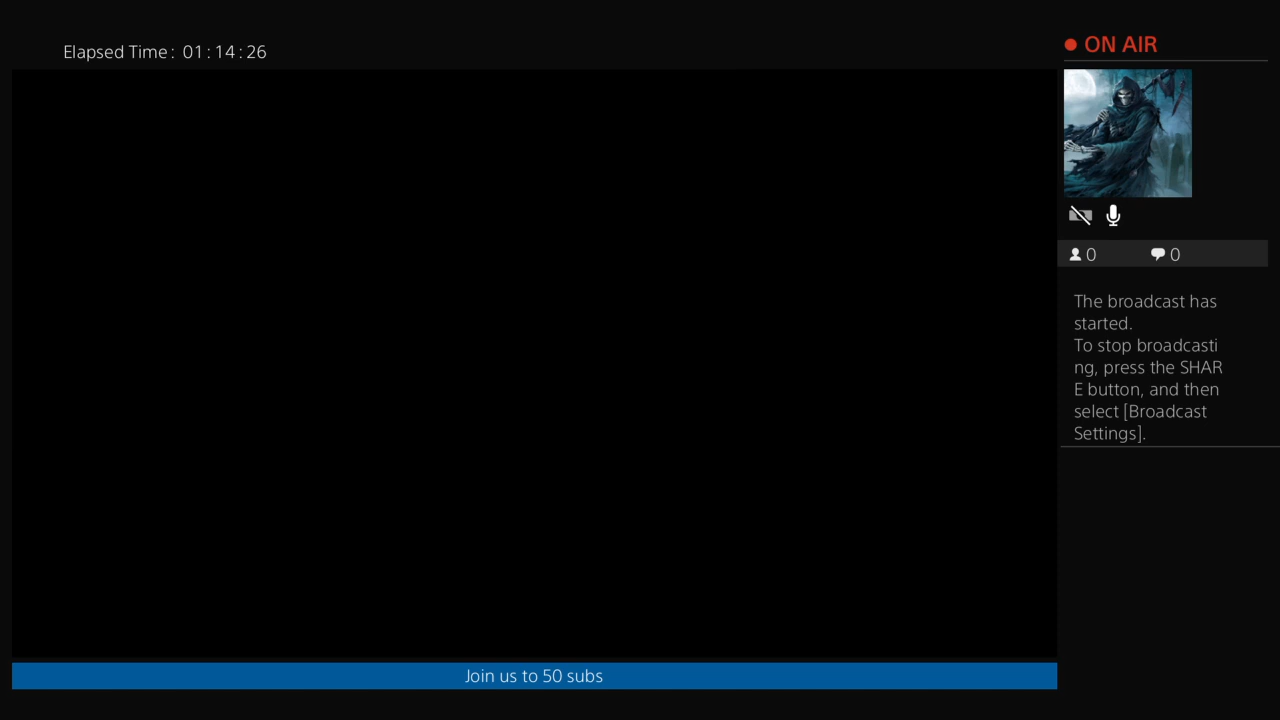 Elapsed Time: 01:14:26
ON AIR
0 0
The broadcast has
started.
To stop broadcasti
ng, press the SHAR
E button, and then
select [Broadcast
Settings].
Join us to 50 subs